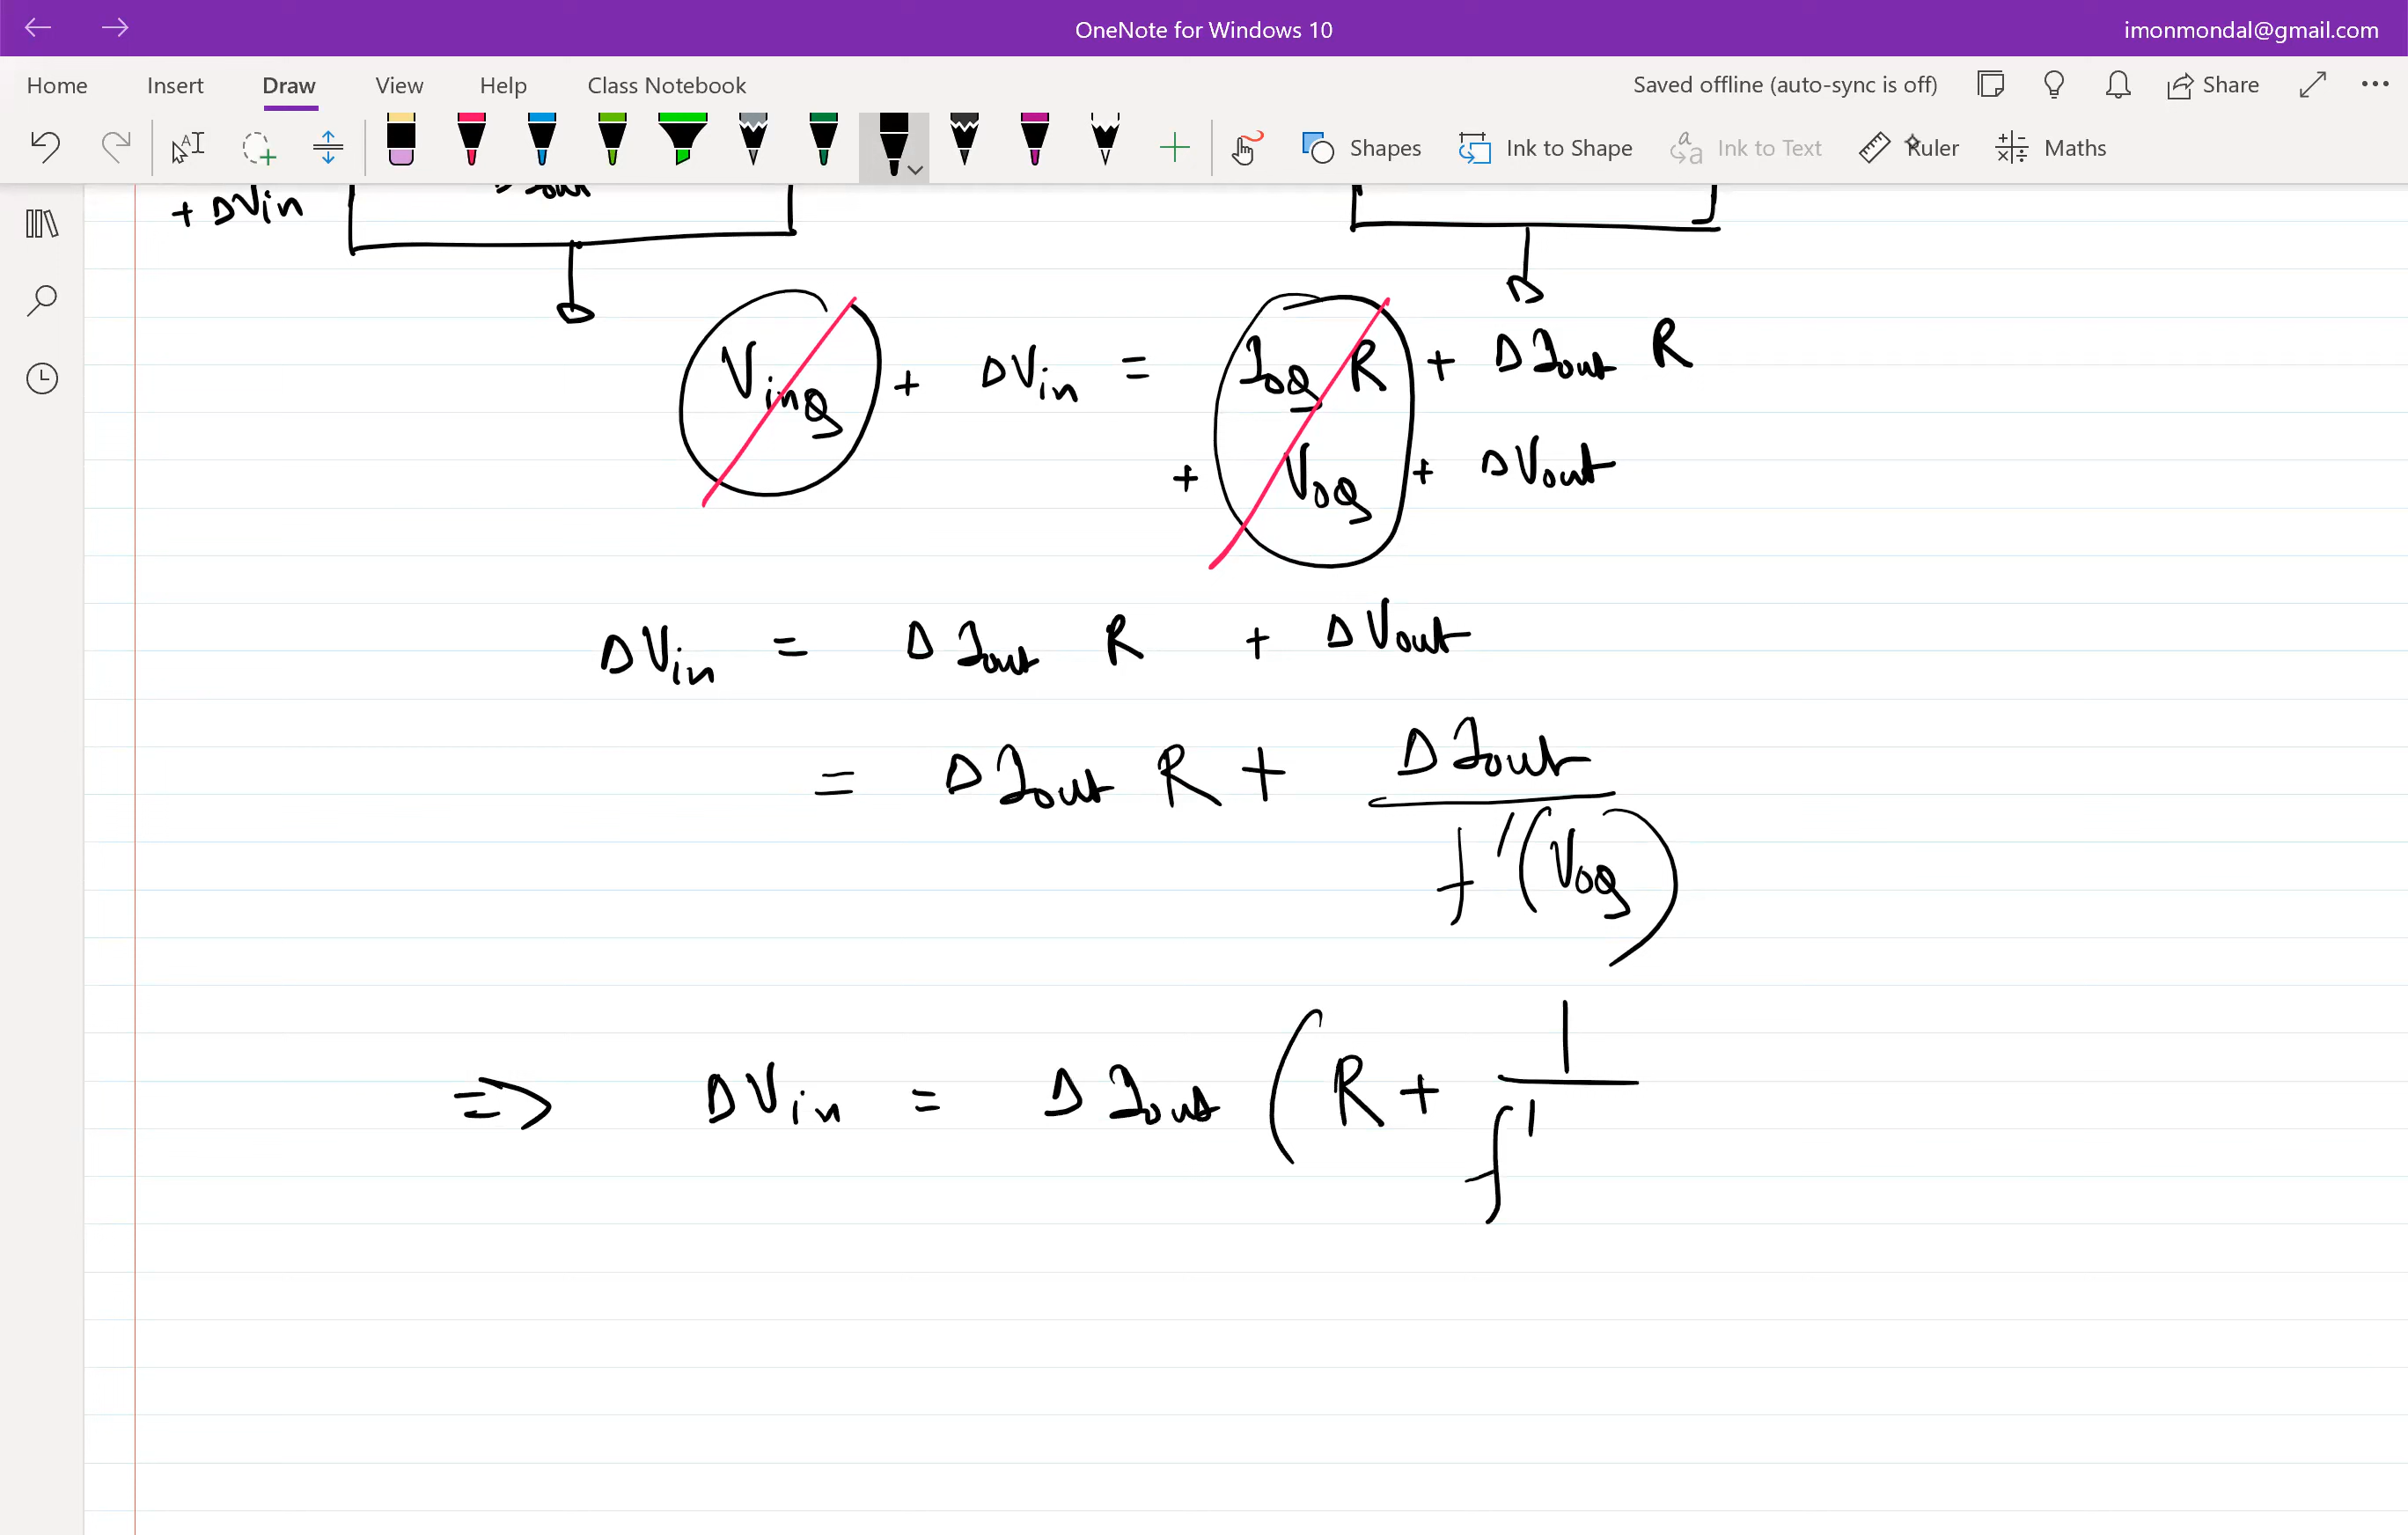 OneNote for Windows 10
imonmondal@gmail.com
Home Insert Draw View Help Class Notebook
Saved offline (auto-sync is off) Share
Shapes Ink to Shape Ink to Text Ruler Maths
+ ΔVin ΔIout
VinQ + ΔVin = IOQ R + ΔIout R
+ VOQ + ΔVout
ΔVin = ΔIout R + ΔVout
= ΔIout R + ΔIout / f'(VOQ)
=> ΔVin = ΔIout (R + 1 / f'